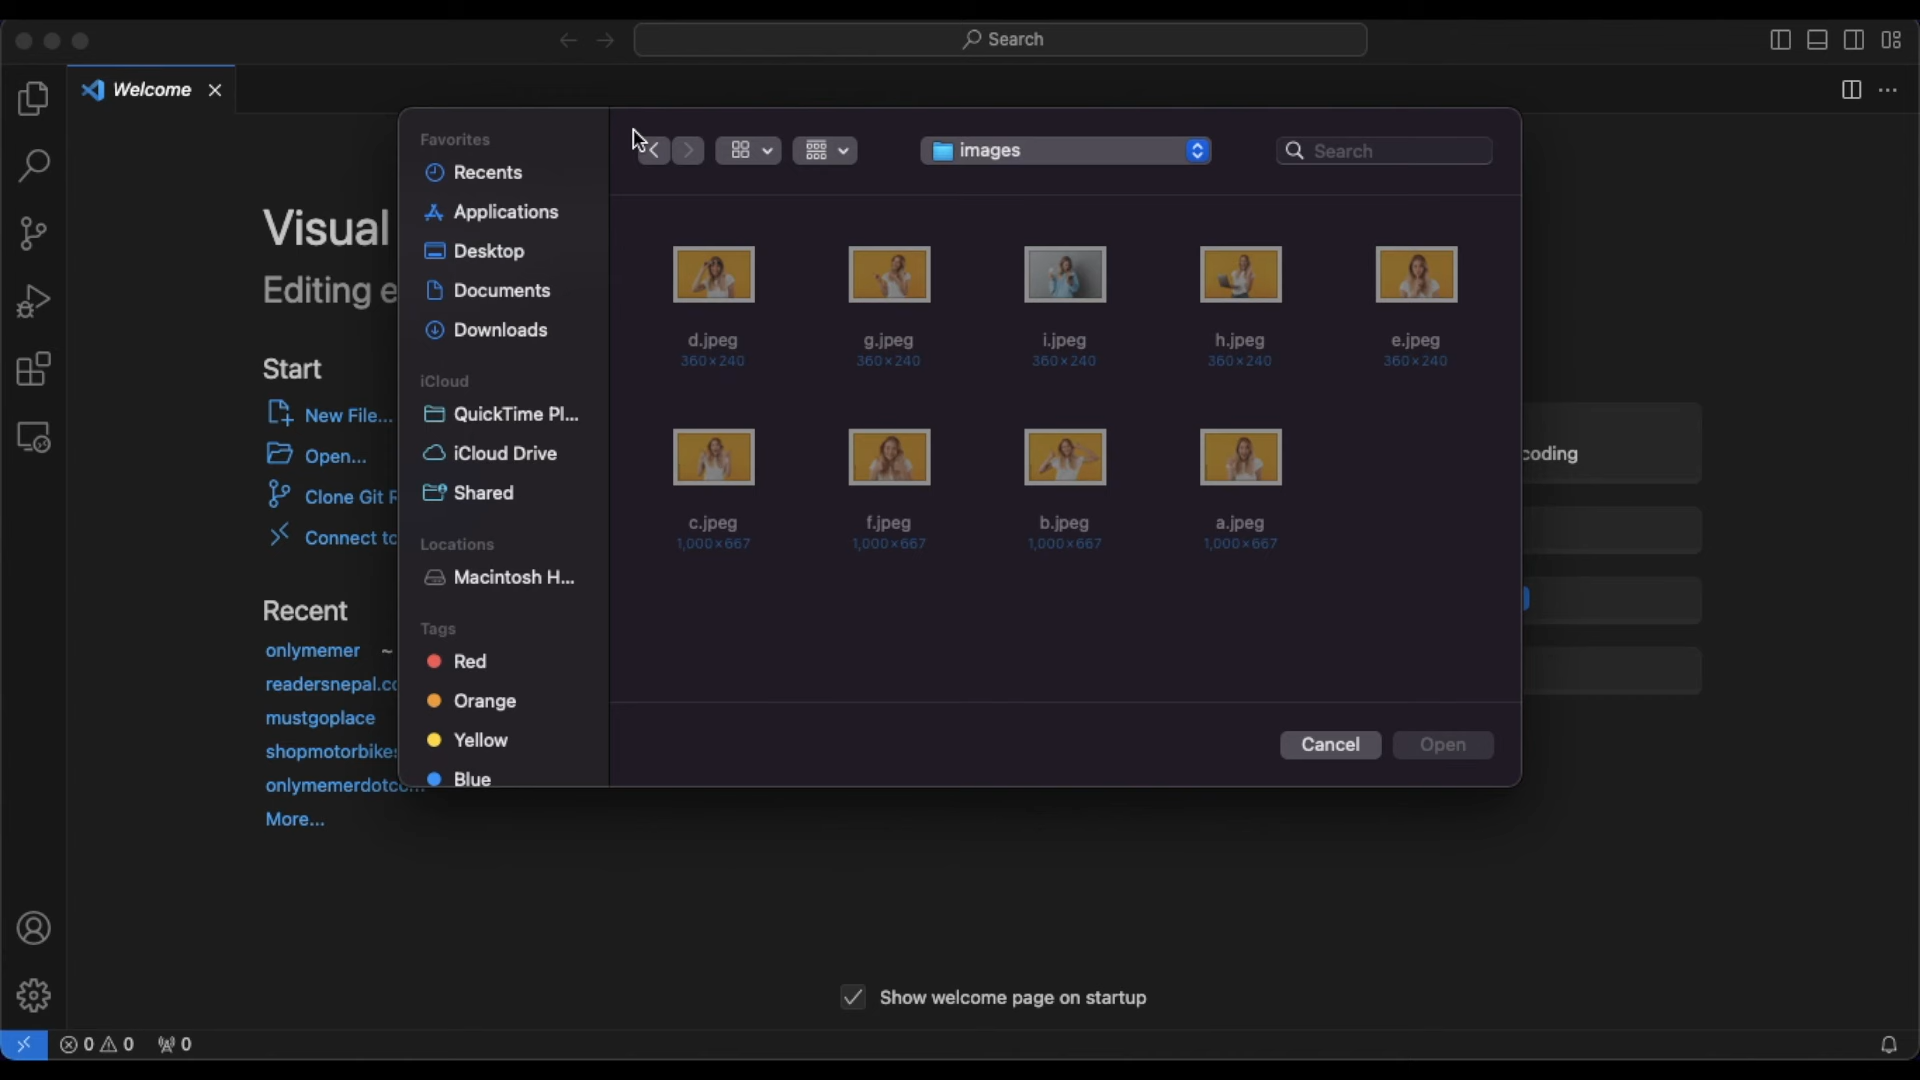 Search
Welcome
Visual
Editing e
Start
New File...
Open...
Clone Git R
Connect to
Recent
onlymemer ~
readersnepal.co
mustgoplace
shopmotorbikes
onlymemerdotco...
More...
Favorites
Recents
Applications
Desktop
Documents
Downloads
iCloud
QuickTime Pl...
iCloud Drive
Shared
Locations
Macintosh H...
Tags
Red
Orange
Yellow
Blue
images
Search
d.jpeg g.jpeg i.jpeg h.jpeg e.jpeg
360×240 360×240 360×240 360×240 360×240
c.jpeg f.jpeg b.jpeg a.jpeg
1,000×667 1,000×667 1,000×667 1,000×667
Cancel Open
coding
Show welcome page on startup
0 0 0